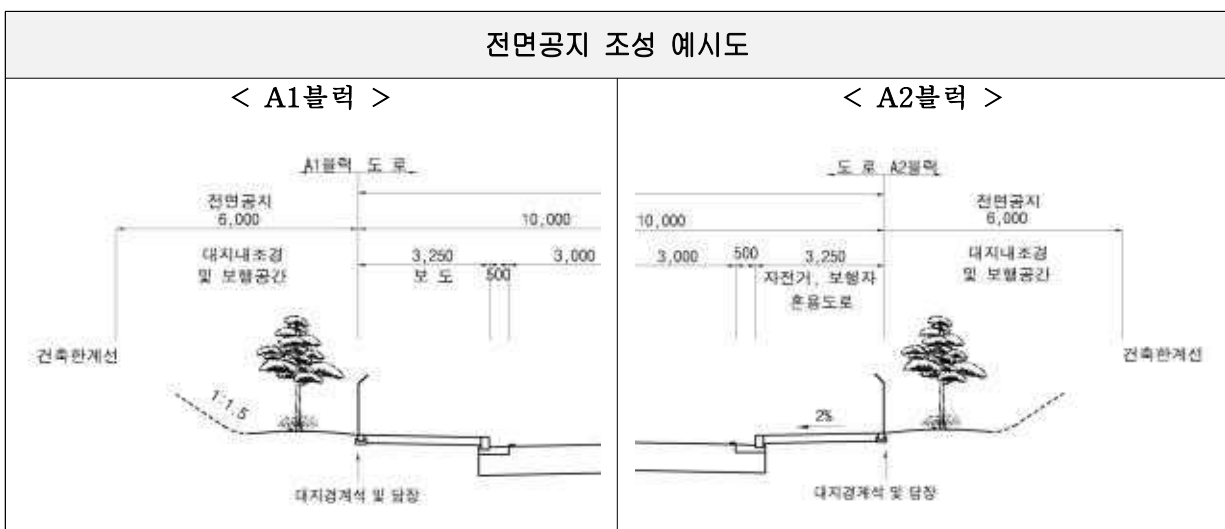 전면공지 조성 예시도
< A1블럭 >
A1블럭 도 로
전면공지
6,000
10,000
대지내조경
및 보행공간
3,250
보 도
500
3,000
건축한계선
1:1.5
대지경계석 및 담장
< A2블럭 >
도 로 A2블럭
전면공지
10,000
6,000
3,000
500
3,250
자전거, 보행자
혼용도로
대지내조경
및 보행공간
건축한계선
2%
대지경계석 및 담장